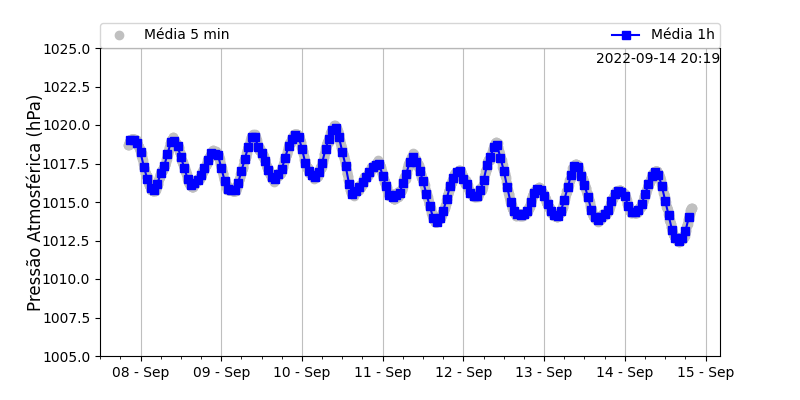 Média 5 min
Média 1h
2022-09-14 20:19
Pressão Atmosférica (hPa)
1025.0
1022.5
1020.0
1017.5
1015.0
1012.5
1010.0
1007.5
1005.0
08 - Sep
09 - Sep
10 - Sep
11 - Sep
12 - Sep
13 - Sep
14 - Sep
15 - Sep